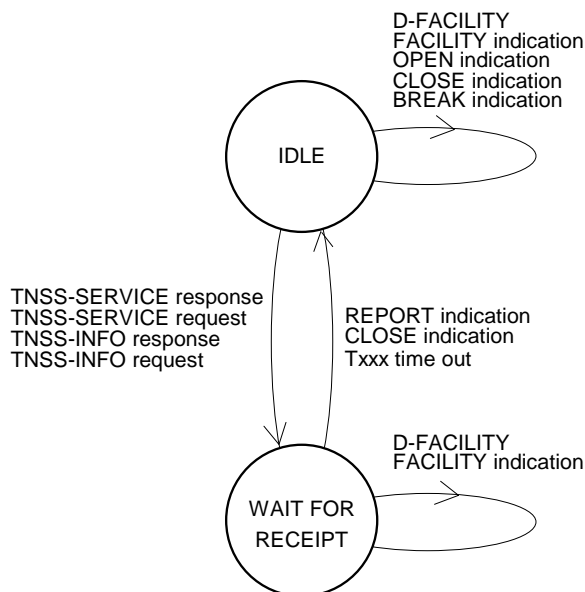 D-FACILITY
FACILITY indication
OPEN indication
CLOSE indication
BREAK indication
IDLE
TNSS-SERVICE response
TNSS-SERVICE request
TNSS-INFO response
TNSS-INFO request
REPORT indication
CLOSE indication
Txxx time out
D-FACILITY
FACILITY indication
WAIT FOR
RECEIPT